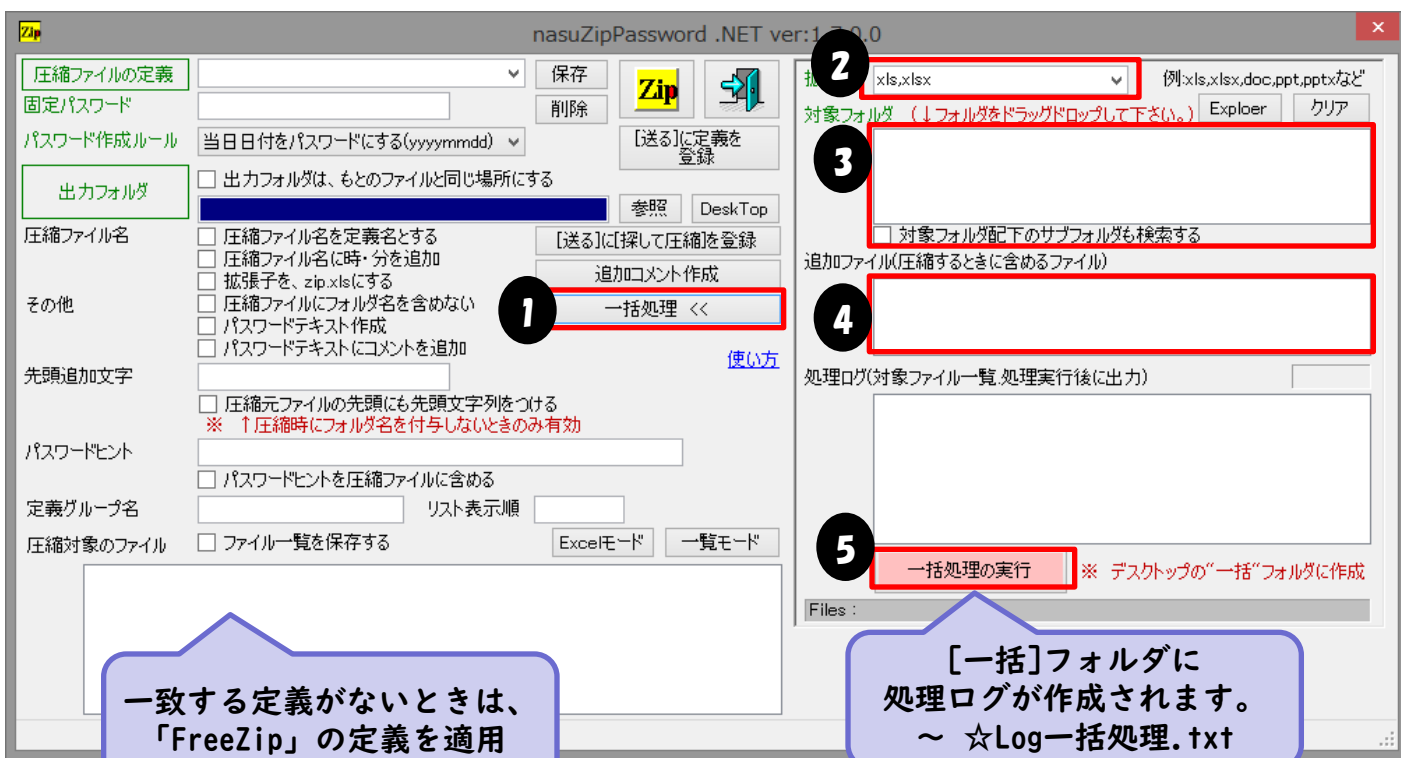 Zip nasuZipPassword .NET ver:1.7.0.0 ×
圧縮ファイルの定義
保存
固定パスワード
削除
Zip
パスワード作成ルール
当日日付をパスワードにする(yyyymmdd)
[送る]に定義を
登録
出力フォルダ
出力フォルダは、もとのファイルと同じ場所にする
参照 DeskTop
圧縮ファイル名
圧縮ファイル名を定義名とする
[送る]に[探して圧縮]を登録
圧縮ファイル名に時・分を追加
追加コメント作成
拡張子を、zip.xlsにする
その他
圧縮ファイルにフォルダ名を含めない
1
一括処理 <<
パスワードテキスト作成
パスワードテキストにコメントを追加
使い方
先頭追加文字
圧縮元ファイルの先頭にも先頭文字列をつける
※ ↑圧縮時にフォルダ名を付与しないときのみ有効
パスワードヒント
パスワードヒントを圧縮ファイルに含める
定義グループ名 リスト表示順
圧縮対象のファイル
ファイル一覧を保存する
Excelモード 一覧モード
一致する定義がないときは、
「FreeZip」の定義を適用
2
xls,xlsx
例:xls,xlsx,doc,ppt,pptxなど
対象フォルダ (↓フォルダをドラッグドロップして下さい。) Exploer クリア
3
対象フォルダ配下のサブフォルダも検索する
追加ファイル(圧縮するときに含めるファイル)
4
処理ログ(対象ファイル一覧.処理実行後に出力)
5
一括処理の実行 ※ デスクトップの“一括“フォルダに作成
Files :
[一括]フォルダに
処理ログが作成されます。
～ ☆Log一括処理.txt